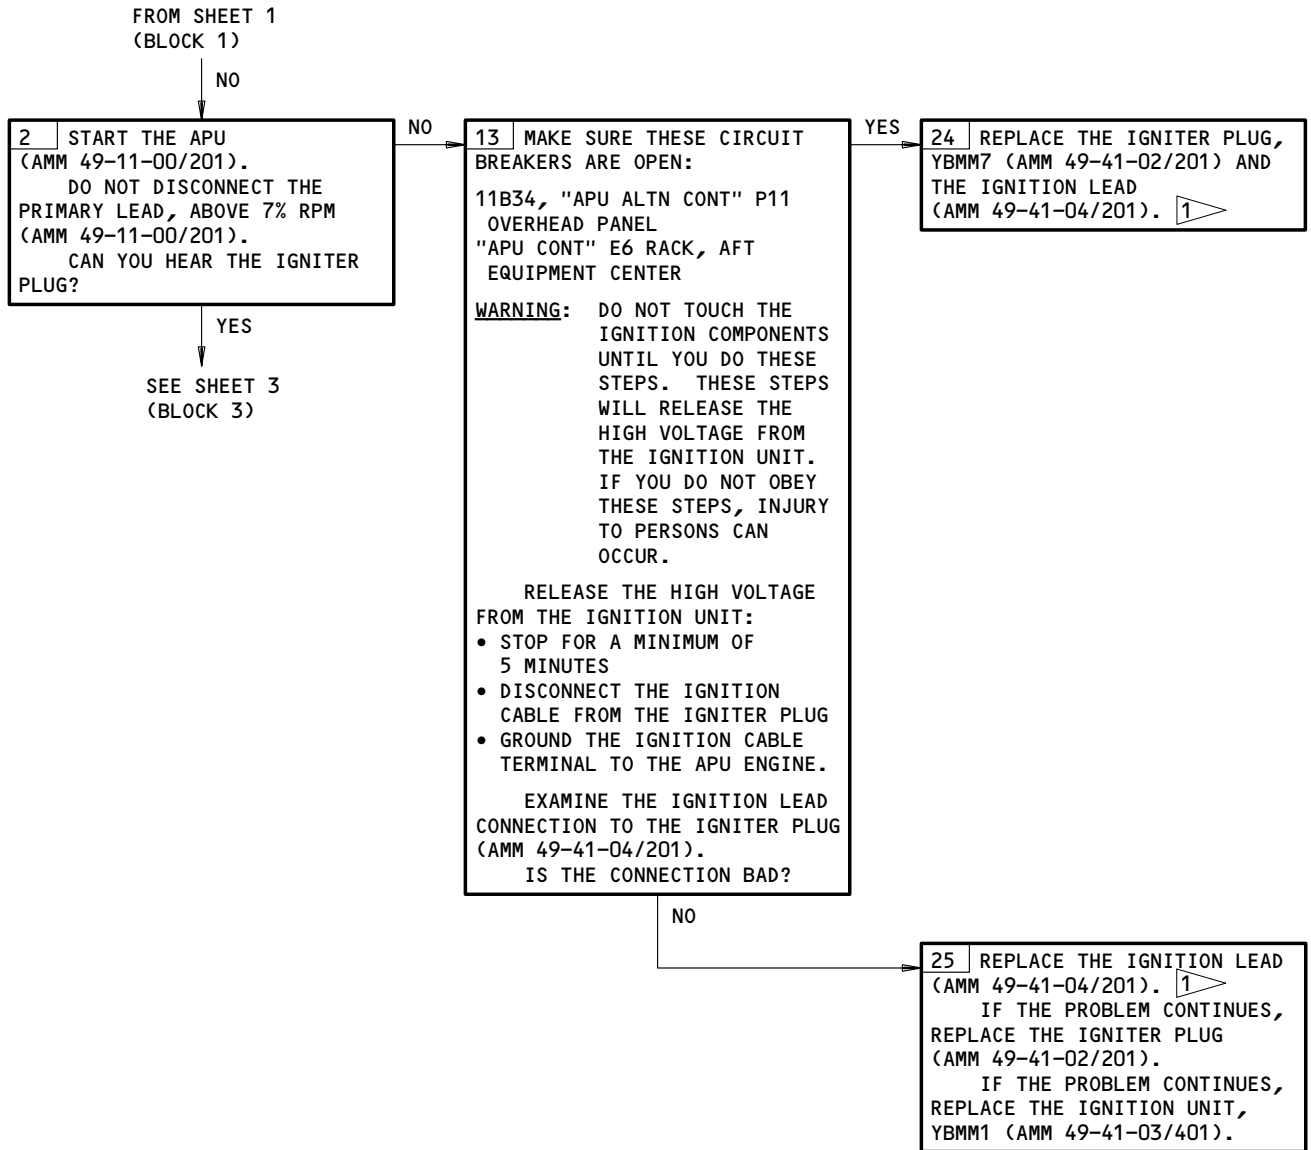 FROM SHEET 1
(BLOCK 1)
NO
2 START THE APU
(AMM 49-11-00/201).
DO NOT DISCONNECT THE
PRIMARY LEAD, ABOVE 7% RPM
(AMM 49-11-00/201).
CAN YOU HEAR THE IGNITER
PLUG?
YES
SEE SHEET 3
(BLOCK 3)
NO
13 MAKE SURE THESE CIRCUIT
BREAKERS ARE OPEN:
11B34, "APU ALTN CONT" P11
OVERHEAD PANEL
"APU CONT" E6 RACK, AFT
EQUIPMENT CENTER
WARNING: DO NOT TOUCH THE
IGNITION COMPONENTS
UNTIL YOU DO THESE
STEPS. THESE STEPS
WILL RELEASE THE
HIGH VOLTAGE FROM
THE IGNITION UNIT.
IF YOU DO NOT OBEY
THESE STEPS, INJURY
TO PERSONS CAN
OCCUR.
RELEASE THE HIGH VOLTAGE
FROM THE IGNITION UNIT:
• STOP FOR A MINIMUM OF
5 MINUTES
• DISCONNECT THE IGNITION
CABLE FROM THE IGNITER PLUG
• GROUND THE IGNITION CABLE
TERMINAL TO THE APU ENGINE.
EXAMINE THE IGNITION LEAD
CONNECTION TO THE IGNITER PLUG
(AMM 49-41-04/201).
IS THE CONNECTION BAD?
YES
24 REPLACE THE IGNITER PLUG,
YBMM7 (AMM 49-41-02/201) AND
THE IGNITION LEAD
(AMM 49-41-04/201). 1
NO
25 REPLACE THE IGNITION LEAD
(AMM 49-41-04/201). 1
IF THE PROBLEM CONTINUES,
REPLACE THE IGNITER PLUG
(AMM 49-41-02/201).
IF THE PROBLEM CONTINUES,
REPLACE THE IGNITION UNIT,
YBMM1 (AMM 49-41-03/401).